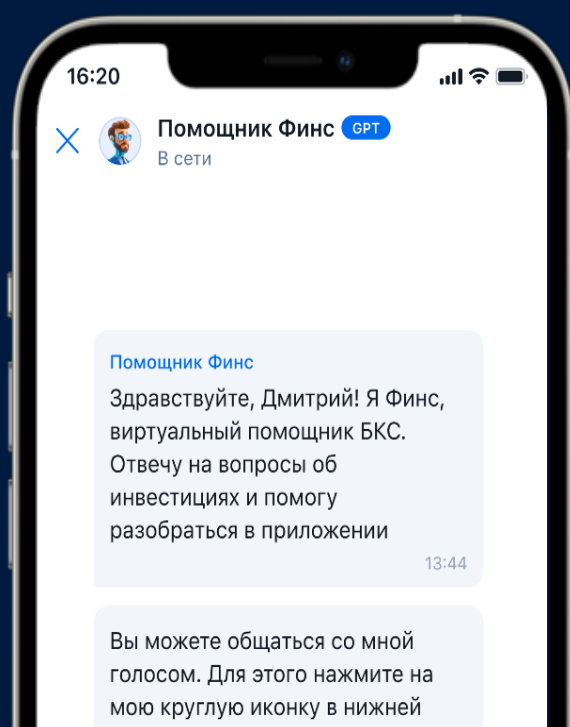 16:20
Помощник Финс GPT
В сети
Помощник Финс
Здравствуйте, Дмитрий! Я Финс,
виртуальный помощник БКС.
Отвечу на вопросы об
инвестициях и помогу
разобраться в приложении
13:44
Вы можете общаться со мной
голосом. Для этого нажмите на
мою круглую иконку в нижней